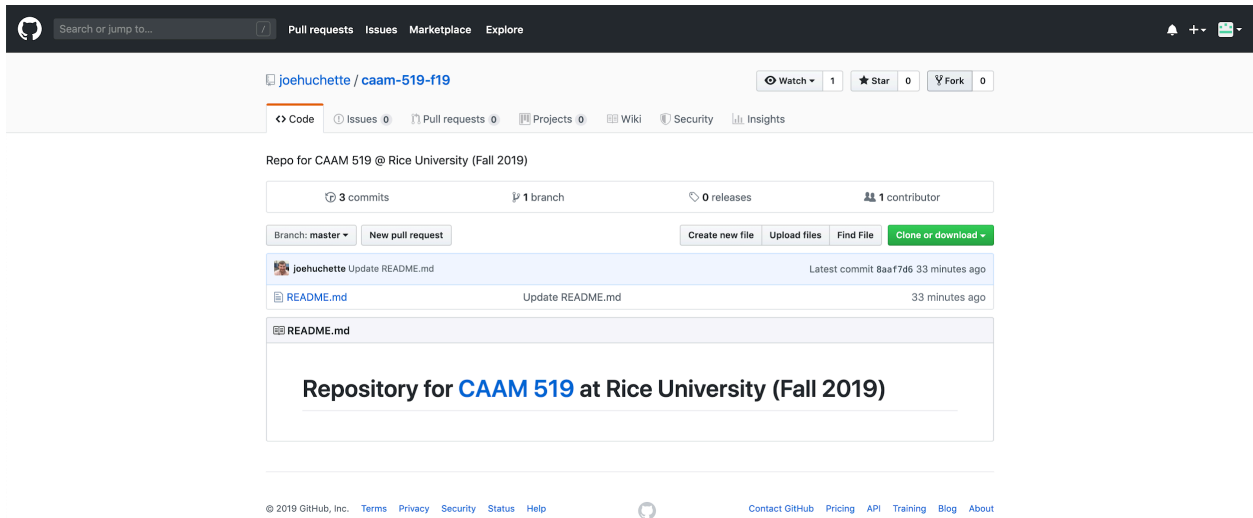 Search or jump to... / Pull requests Issues Marketplace Explore
joehuchette / caam-519-f19 Watch 1 Star 0 Fork 0
Code Issues 0 Pull requests 0 Projects 0 Wiki Security Insights
Repo for CAAM 519 @ Rice University (Fall 2019)
3 commits 1 branch 0 releases 1 contributor
Branch: master New pull request Create new file Upload files Find File Clone or download
joehuchette Update README.md Latest commit 8aaf7d6 33 minutes ago
README.md Update README.md 33 minutes ago
README.md
Repository for CAAM 519 at Rice University (Fall 2019)
© 2019 GitHub, Inc. Terms Privacy Security Status Help Contact GitHub Pricing API Training Blog About